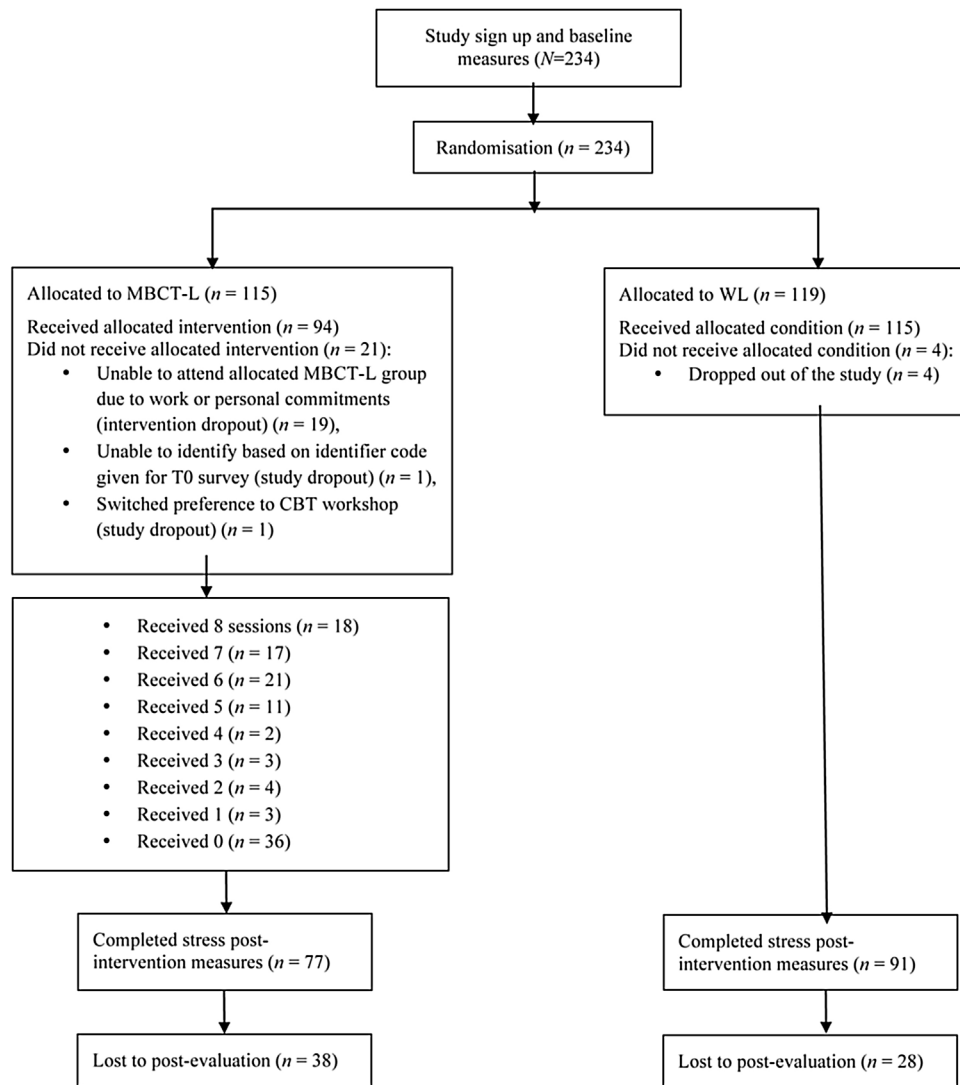 Study sign up and baseline
measures (N=234)
Randomisation (n = 234)
Allocated to MBCT-L (n = 115)
Received allocated intervention (n = 94)
Did not receive allocated intervention (n = 21):
• Unable to attend allocated MBCT-L group
due to work or personal commitments
(intervention dropout) (n = 19),
• Unable to identify based on identifier code
given for T0 survey (study dropout) (n = 1),
• Switched preference to CBT workshop
(study dropout) (n = 1)
Allocated to WL (n = 119)
Received allocated condition (n = 115)
Did not receive allocated condition (n = 4):
• Dropped out of the study (n = 4)
• Received 8 sessions (n = 18)
• Received 7 (n = 17)
• Received 6 (n = 21)
• Received 5 (n = 11)
• Received 4 (n = 2)
• Received 3 (n = 3)
• Received 2 (n = 4)
• Received 1 (n = 3)
• Received 0 (n = 36)
Completed stress post-
intervention measures (n = 77)
Completed stress post-
intervention measures (n = 91)
Lost to post-evaluation (n = 38)
Lost to post-evaluation (n = 28)